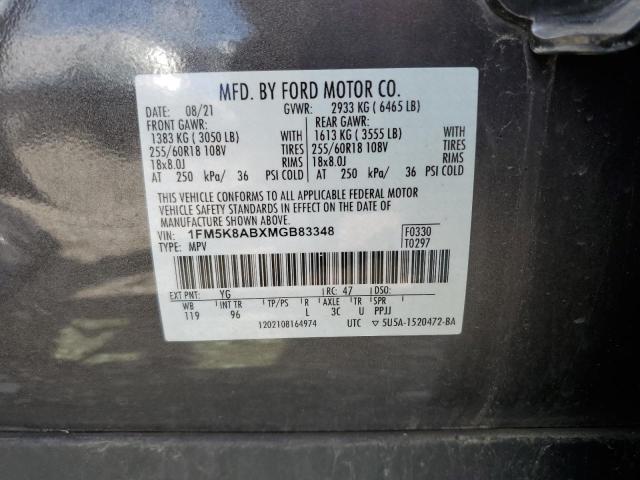 MFD. BY FORD MOTOR CO.
DATE: 08/21 GVWR: 2933 KG ( 6465 LB)
FRONT GAWR: REAR GAWR:
1383 KG ( 3050 LB) WITH 1613 KG ( 3555 LB) WITH
255/60R18 108V TIRES 255/60R18 108V TIRES
18x8.0J RIMS 18x8.0J RIMS
AT 250 kPa/ 36 PSI COLD AT 250 kPa/ 36 PSI COLD
THIS VEHICLE CONFORMS TO ALL APPLICABLE FEDERAL MOTOR
VEHICLE SAFETY STANDARDS IN EFFECT ON THE DATE OF
MANUFACTURE SHOWN ABOVE.
VIN: 1FM5K8ABXMGB83348 F0330
TYPE: MPV T0297
EXT PNT: YG RC: 47 DSO:
WB INT TR TP/PS R AXLE TR SPR
119 96 L 3C U PPJJ
1202108164974 UTC ▽ 5U5A-1520472-BA